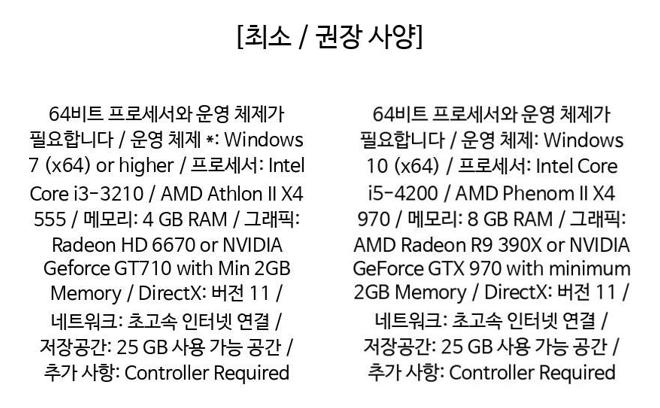 [최소 / 권장 사양]
64비트 프로세서와 운영 체제가
필요합니다 / 운영 체제 *: Windows
7 (x64) or higher / 프로세서: Intel
Core i3-3210 / AMD Athlon II X4
555 / 메모리: 4 GB RAM / 그래픽:
Radeon HD 6670 or NVIDIA
Geforce GT710 with Min 2GB
Memory / DirectX: 버전 11 /
네트워크: 초고속 인터넷 연결 /
저장공간: 25 GB 사용 가능 공간 /
추가 사항: Controller Required
64비트 프로세서와 운영 체제가
필요합니다 / 운영 체제: Windows
10 (x64) / 프로세서: Intel Core
i5-4200 / AMD Phenom II X4
970 / 메모리: 8 GB RAM / 그래픽:
AMD Radeon R9 390X or NVIDIA
GeForce GTX 970 with minimum
2GB Memory / DirectX: 버전 11 /
네트워크: 초고속 인터넷 연결 /
저장공간: 25 GB 사용 가능 공간 /
추가 사항: Controller Required